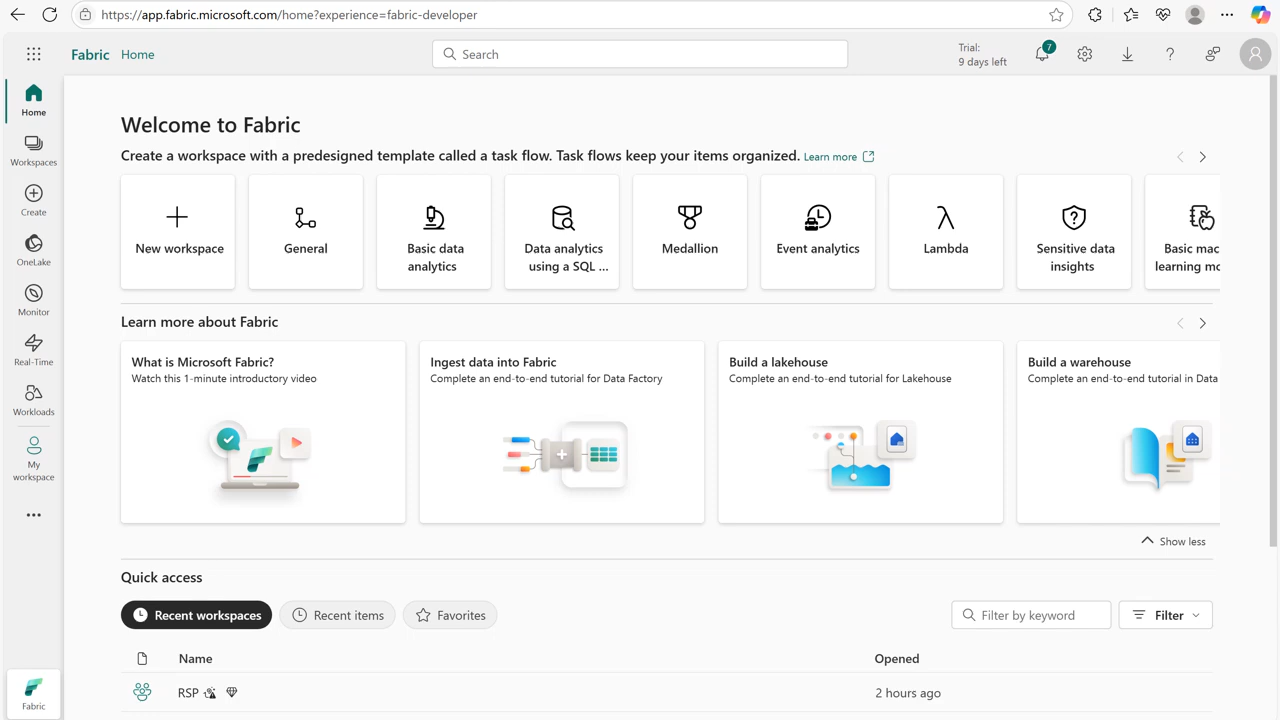 https://app.fabric.microsoft.com/home?experience=fabric-developer
Fabric Home
Search
Trial:
9 days left
7
Home
Workspaces
Create
OneLake
Monitor
Real-Time
Workloads
My
workspace
Fabric
Welcome to Fabric
Create a workspace with a predesigned template called a task flow. Task flows keep your items organized. Learn more
New workspace
General
Basic data
analytics
Data analytics
using a SQL ...
Medallion
Event analytics
Lambda
Sensitive data
insights
Basic mac
learning mo
Learn more about Fabric
What is Microsoft Fabric?
Watch this 1-minute introductory video
Ingest data into Fabric
Complete an end-to-end tutorial for Data Factory
Build a lakehouse
Complete an end-to-end tutorial for Lakehouse
Build a warehouse
Complete an end-to-end tutorial in Data
Show less
Quick access
Recent workspaces
Recent items
Favorites
Filter by keyword
Filter
Name
Opened
RSP
2 hours ago